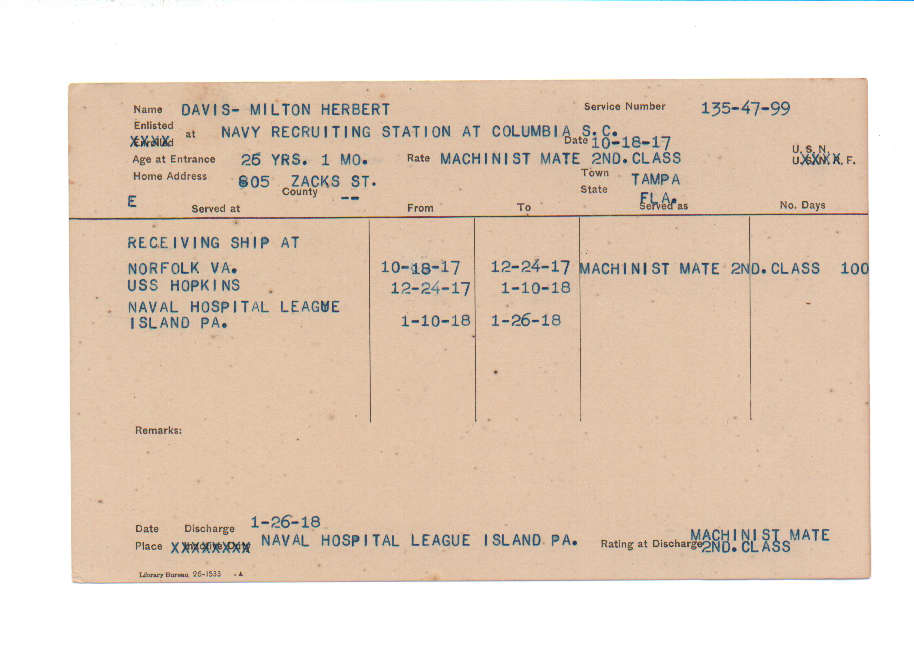 Name DAVIS- MILTON HERBERT Service Number 135-47-99
Enlisted at NAVY RECRUITING STATION AT COLUMBIA S.C. Date 10-18-17
Age at Entrance 25 YRS. 1 MO. Rate MACHINIST MATE 2ND.CLASS U. S. N.
Home Address 805 ZACKS ST. Town TAMPA
County -- State FLA.
E Served at From To Served as No. Days
RECEIVING SHIP AT
NORFOLK VA. 10-18-17 12-24-17 MACHINIST MATE 2ND.CLASS 100
USS HOPKINS 12-24-17 1-10-18
NAVAL HOSPITAL LEAGUE
ISLAND PA. 1-10-18 1-26-18
Remarks:
Date Discharge 1-26-18
Place XXXXXXXX NAVAL HOSPITAL LEAGUE ISLAND PA. Rating at Discharge MACHINIST MATE
2ND.CLASS
Library Bureau 26-1533 . A